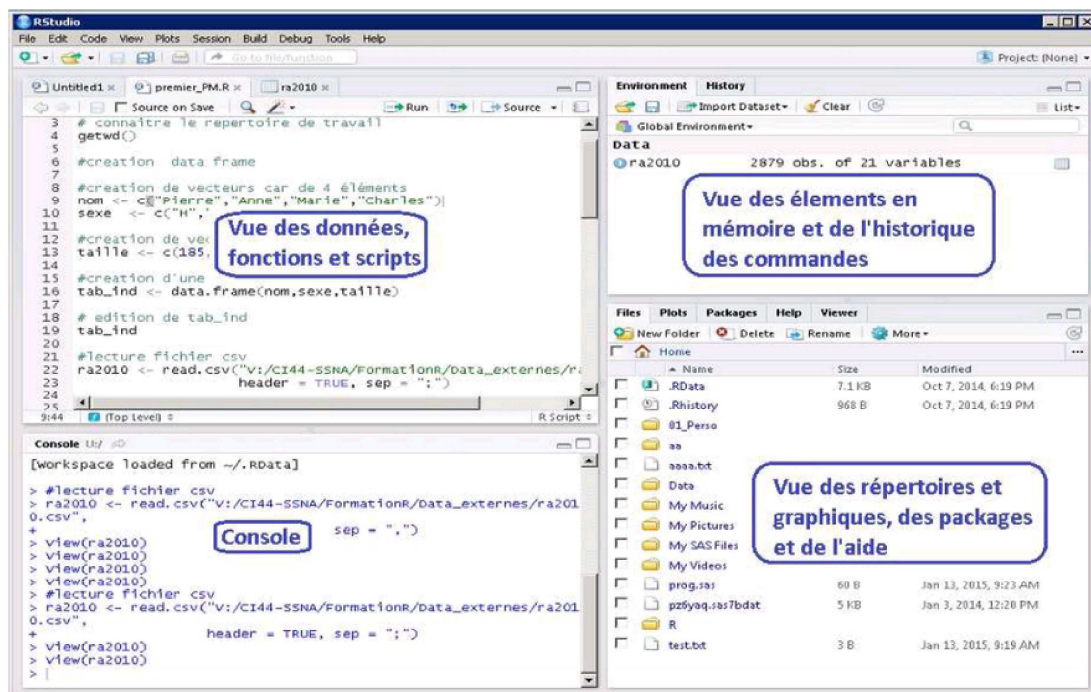 RStudio
File Edit Code View Plots Session Build Debug Tools Help
Go to file/function
Project: (None)
Untitled1 × premier_PM.R × ra2010 ×
Source on Save Run Source
3 # connaître le repertoire de travail
4 getwd()
5
6 #creation data frame
7
8 #creation de vecteurs car de 4 éléments
9 nom <- c("Pierre","Anne","Marie","Charles")
10 sexe <- c("H",'
11
12 #creation de vec
13 taille <- c(185,
14
15 #creation d'une
16 tab_ind <- data.frame(nom,sexe,taille)
17
18 # edition de tab_ind
19 tab_ind
20
21 #lecture fichier csv
22 ra2010 <- read.csv("V:/CI44-SSNA/FormationR/Data_externes/ra
23 header = TRUE, sep = ";")
24
25
Vue des données,
fonctions et scripts
9:44 (Top Level) R Script
Console U:/
[workspace loaded from ~/.RData]
> #lecture fichier csv
> ra2010 <- read.csv("V:/CI44-SSNA/FormationR/Data_externes/ra201
0.csv",
+ sep = ",")
> view(ra2010)
> view(ra2010)
> view(ra2010)
> view(ra2010)
> #lecture fichier csv
> ra2010 <- read.csv("V:/CI44-SSNA/FormationR/Data_externes/ra201
0.csv",
+ header = TRUE, sep = ";")
> view(ra2010)
> view(ra2010)
>
Console
Environment History
Import Dataset Clear List
Global Environment
Data
ra2010 2879 obs. of 21 variables
Vue des élements en
mémoire et de l'historique
des commandes
Files Plots Packages Help Viewer
New Folder Delete Rename More
Home
Name Size Modified
.RData 7.1 KB Oct 7, 2014, 6:19 PM
.Rhistory 968 B Oct 7, 2014, 6:19 PM
01_Perso
aa
aaaa.txt
Data
My Music
My Pictures
My SAS Files
My Videos
prog.sas 60 B Jan 13, 2015, 9:23 AM
pz6yaq.sas7bdat 5 KB Jan 3, 2014, 12:20 PM
R
test.txt 3 B Jan 13, 2015, 9:19 AM
Vue des répertoires et
graphiques, des packages
et de l'aide